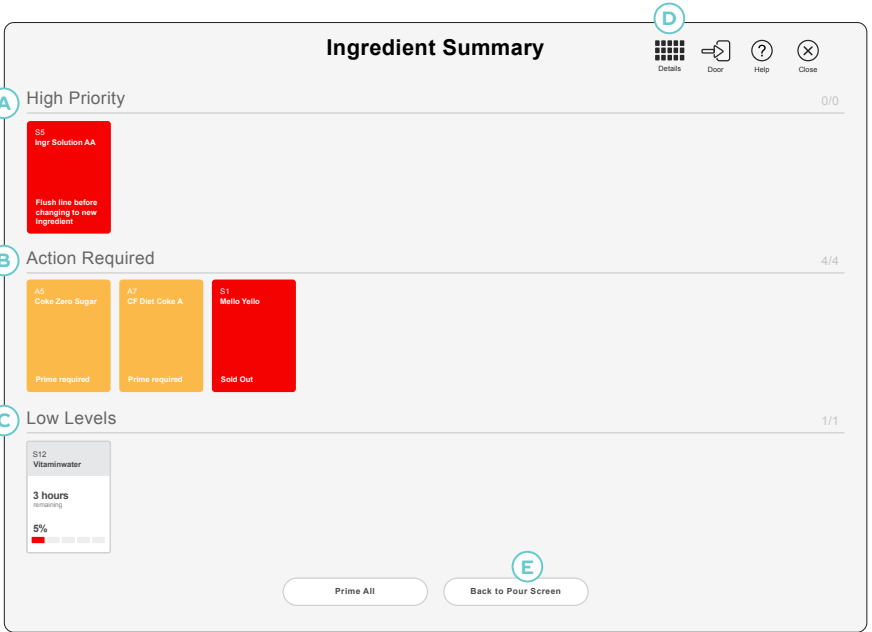 D
Ingredient Summary
Details
Door
?
Help
Close
A
High Priority
0/0
S5
Ingr Solution AA
Flush line before
changing to new
Ingredient
B
Action Required
4/4
A5
Coke Zero Sugar
Prime required
A7
CF Diet Coke A
Prime required
S1
Mello Yello
Sold Out
C
Low Levels
1/1
S12
Vitaminwater
3 hours
remaining
5%
E
Prime All
Back to Pour Screen